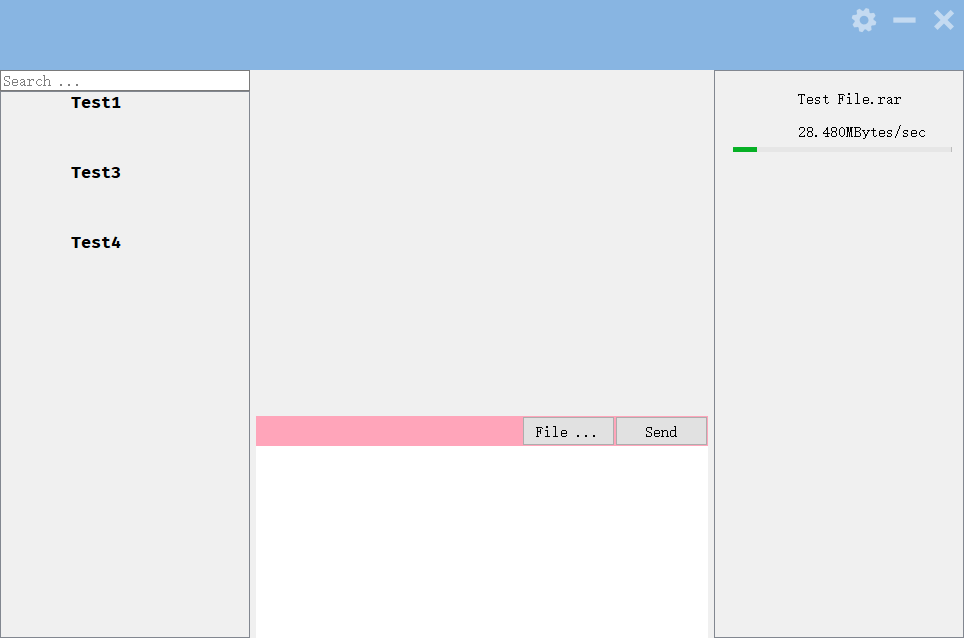 Search ...
Test1
Test3
Test4
File ...
Send
Test File.rar
28.480MBytes/sec